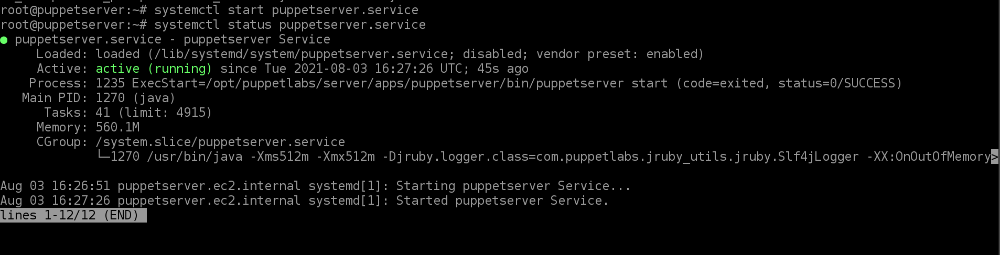 root@puppetserver:~# systemctl start puppetserver.service
root@puppetserver:~# systemctl status puppetserver.service
● puppetserver.service - puppetserver Service
     Loaded: loaded (/lib/systemd/system/puppetserver.service; disabled; vendor preset: enabled)
     Active: active (running) since Tue 2021-08-03 16:27:26 UTC; 45s ago
    Process: 1235 ExecStart=/opt/puppetlabs/server/apps/puppetserver/bin/puppetserver start (code=exited, status=0/SUCCESS)
   Main PID: 1270 (java)
      Tasks: 41 (limit: 4915)
     Memory: 560.1M
     CGroup: /system.slice/puppetserver.service
             └─1270 /usr/bin/java -Xms512m -Xmx512m -Djruby.logger.class=com.puppetlabs.jruby_utils.jruby.Slf4jLogger -XX:OnOutOfMemory>

Aug 03 16:26:51 puppetserver.ec2.internal systemd[1]: Starting puppetserver Service...
Aug 03 16:27:26 puppetserver.ec2.internal systemd[1]: Started puppetserver Service.
lines 1-12/12 (END)